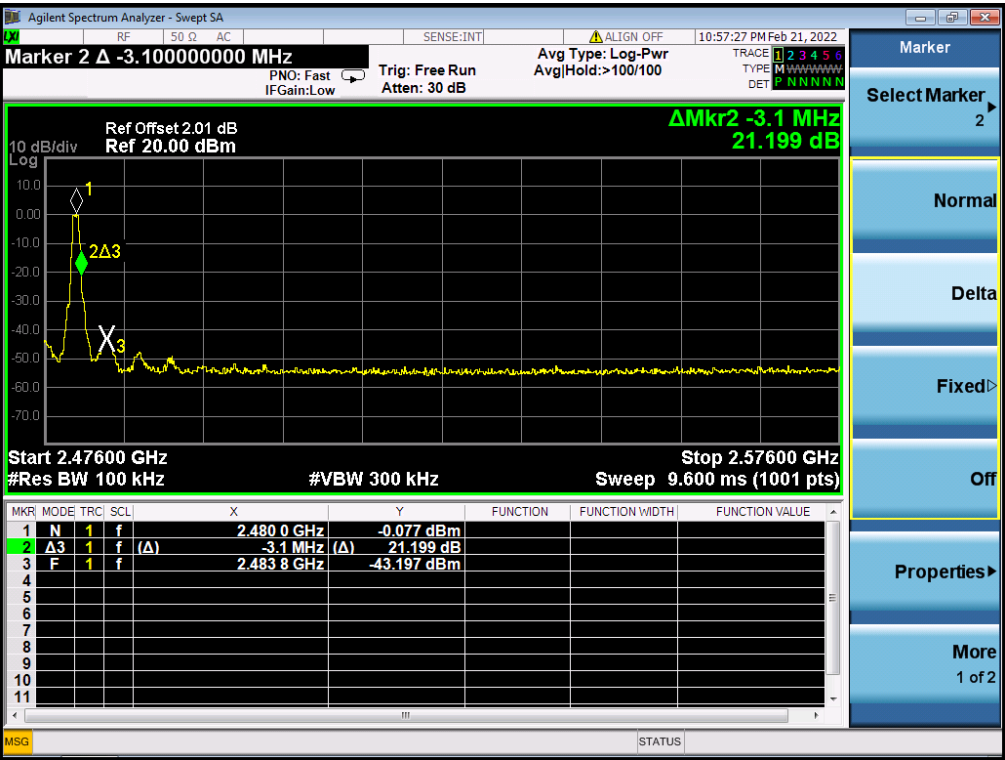 Agilent Spectrum Analyzer - Swept SA
LXI RF 50 Ω AC SENSE:INT ALIGN OFF 10:57:27 PM Feb 21, 2022
Marker 2 Δ -3.100000000 MHz
PNO: Fast
IFGain:Low
Trig: Free Run
Atten: 30 dB
Avg Type: Log-Pwr
Avg|Hold:>100/100
TRACE 1 2 3 4 5 6
TYPE M WWWWW
DET P N N N N N
ΔMkr2 -3.1 MHz
21.199 dB
Ref Offset 2.01 dB
10 dB/div Ref 20.00 dBm
Log
10.0
0.00
-10.0
-20.0
-30.0
-40.0
-50.0
-60.0
-70.0
1
2Δ3
X3
Start 2.47600 GHz Stop 2.57600 GHz
#Res BW 100 kHz #VBW 300 kHz Sweep 9.600 ms (1001 pts)
MKR MODE TRC SCL X Y FUNCTION FUNCTION WIDTH FUNCTION VALUE
1 N 1 f 2.480 0 GHz -0.077 dBm
2 Δ3 1 f (Δ) -3.1 MHz (Δ) 21.199 dB
3 F 1 f 2.483 8 GHz -43.197 dBm
4
5
6
7
8
9
10
11
MSG STATUS
Marker
Select Marker
2
Normal
Delta
Fixed
Off
Properties
More
1 of 2